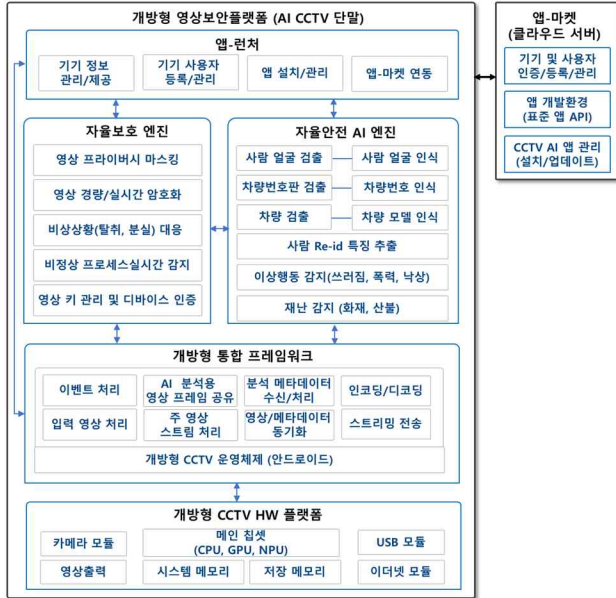 개방형 영상보안플랫폼 (AI CCTV 단말)
앱-런처
기기 정보
관리/제공
기기 사용자
등록/관리
앱 설치/관리
앱-마켓 연동
자율보호 엔진
영상 프라이버시 마스킹
영상 경량/실시간 암호화
비상상황(탈취, 분실) 대응
비정상 프로세스실시간 감지
영상 키 관리 및 디바이스 인증
자율안전 AI 엔진
사람 얼굴 검출
사람 얼굴 인식
차량번호판 검출
차량번호 인식
차량 검출
차량 모델 인식
사람 Re-id 특징 추출
이상행동 감지(쓰러짐, 폭력, 낙상)
재난 감지 (화재, 산불)
개방형 통합 프레임워크
이벤트 처리
AI 분석용
영상 프레임 공유
분석 메타데이터
수신/처리
인코딩/디코딩
입력 영상 처리
주 영상
스트림 처리
영상/메타데이터
동기화
스트리밍 전송
개방형 CCTV 운영체제 (안드로이드)
개방형 CCTV HW 플랫폼
카메라 모듈
메인 칩셋
(CPU, GPU, NPU)
USB 모듈
영상출력
시스템 메모리
저장 메모리
이더넷 모듈
앱-마켓
(클라우드 서버)
기기 및 사용자
인증/등록/관리
앱 개발환경
(표준 앱 API)
CCTV AI 앱 관리
(설치/업데이트)